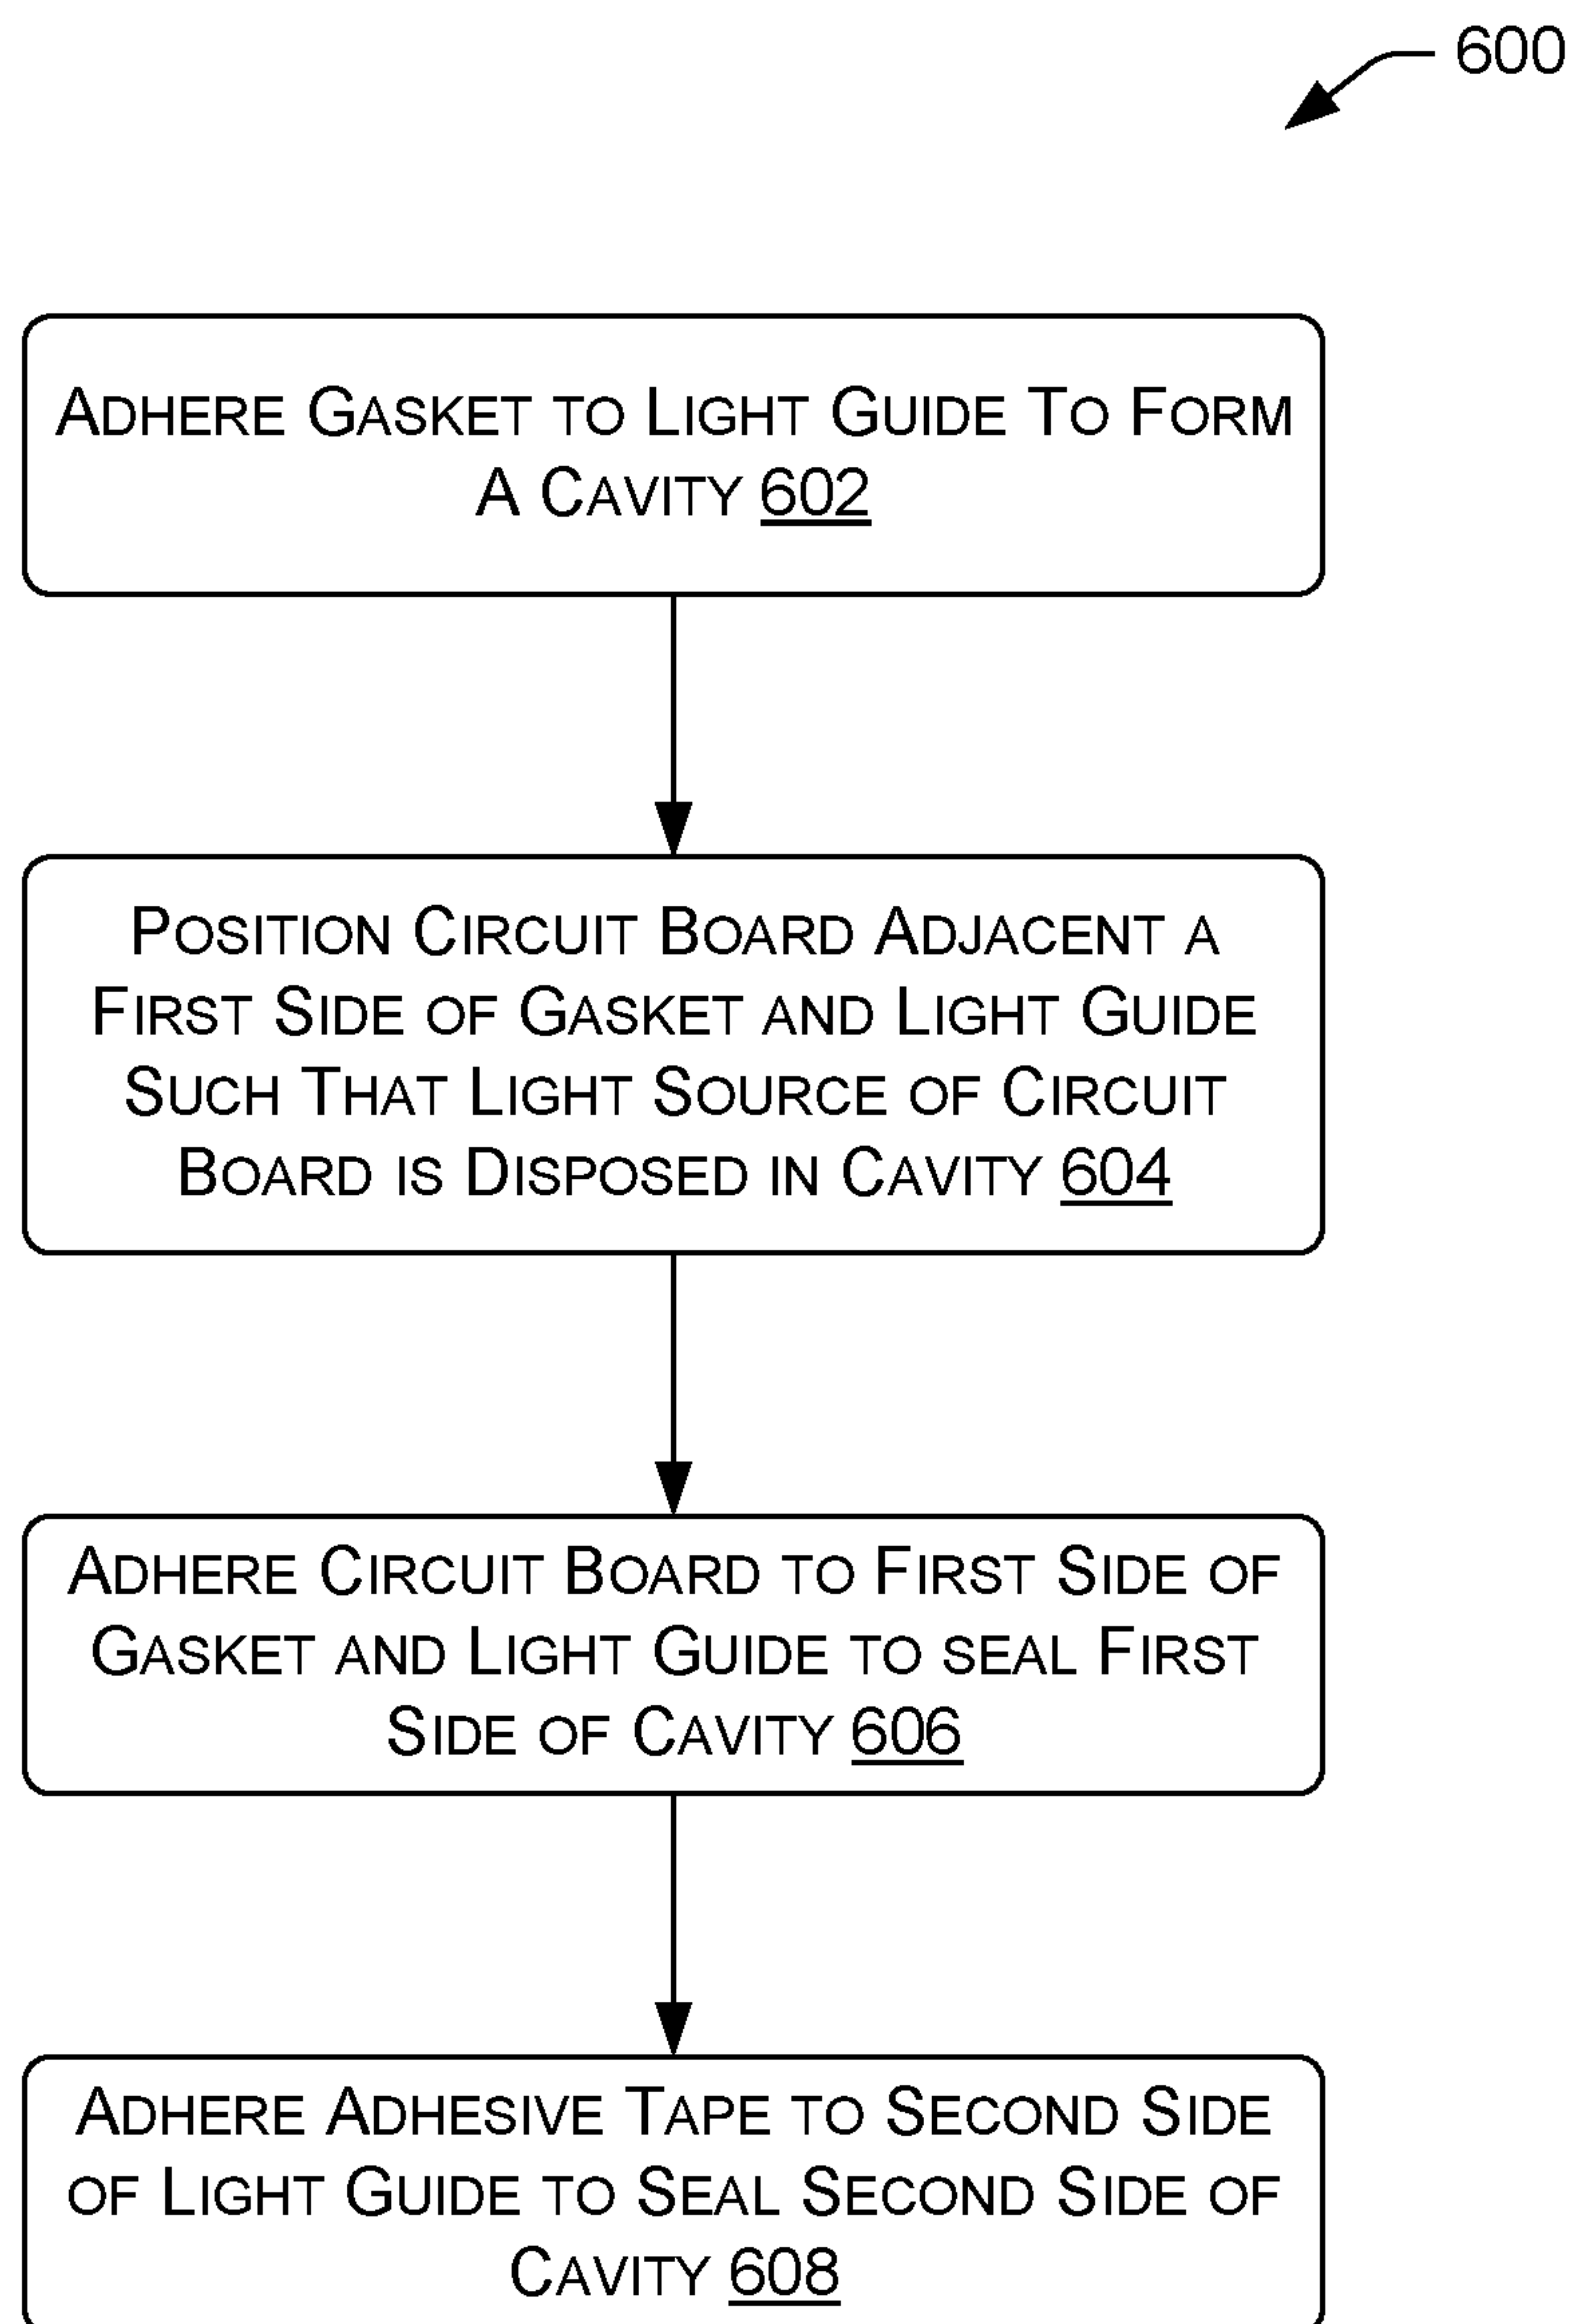 600
ADHERE GASKET TO LIGHT GUIDE TO FORM
A CAVITY 602
POSITION CIRCUIT BOARD ADJACENT A
FIRST SIDE OF GASKET AND LIGHT GUIDE
SUCH THAT LIGHT SOURCE OF CIRCUIT
BOARD IS DISPOSED IN CAVITY 604
ADHERE CIRCUIT BOARD TO FIRST SIDE OF
GASKET AND LIGHT GUIDE TO SEAL FIRST
SIDE OF CAVITY 606
ADHERE ADHESIVE TAPE TO SECOND SIDE
OF LIGHT GUIDE TO SEAL SECOND SIDE OF
CAVITY 608